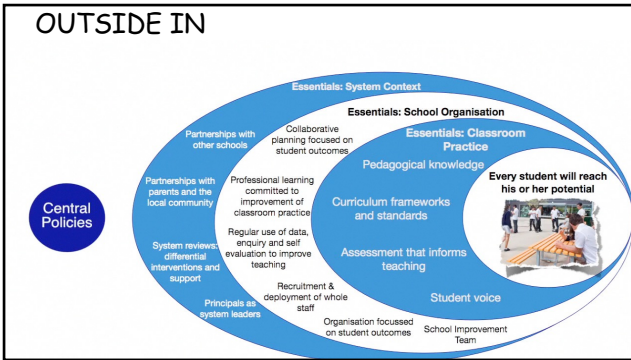 OUTSIDE IN
Essentials: System Context
Essentials: School Organisation
Essentials: Classroom
Practice
Central
Policies
Partnerships with
other schools
Partnerships with
parents and the
local community
System reviews:
differential
interventions and
support
Principals as
system leaders
Collaborative
planning focused on
student outcomes
Professional learning
committed to
improvement of
classroom practice
Regular use of data,
enquiry and self
evaluation to improve
teaching
Recruitment &
deployment of whole
staff
Organisation focussed
on student outcomes
School Improvement
Team
Pedagogical knowledge
Curriculum frameworks
and standards
Assessment that informs
teaching
Student voice
Every student will reach
his or her potential